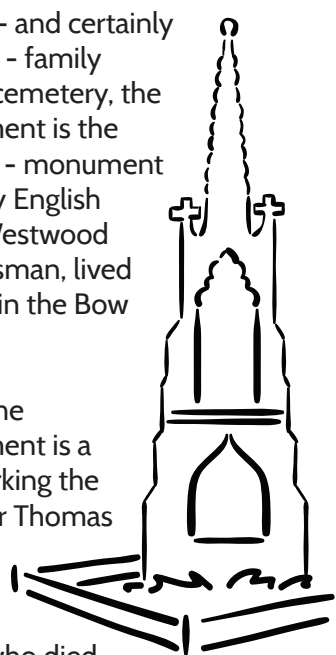 - and certainly
- family
cemetery, the
ment is the
- monument
y English
Westwood
sman, lived
in the Bow
ne
ment is a
rking the
r Thomas
who died